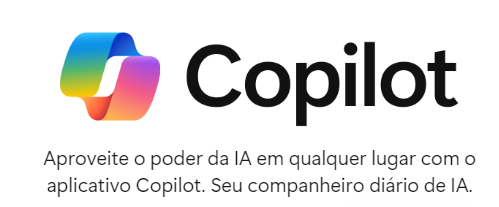 Copilot
Aproveite o poder da IA em qualquer lugar com o
aplicativo Copilot. Seu companheiro diário de IA.